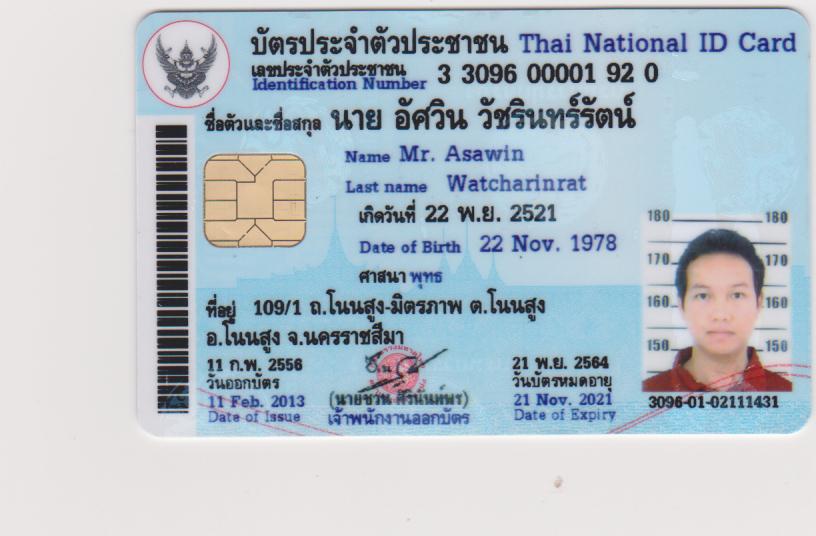 บัตรประจำตัวประชาชน Thai National ID Card
เลขประจำตัวประชาชน
Identification Number 3 3096 00001 92 0
ชื่อตัวและชื่อสกุล นาย อัศวิน วัชรินทร์รัตน์
Name Mr. Asawin
Last name Watcharinrat
เกิดวันที่ 22 พ.ย. 2521
Date of Birth 22 Nov. 1978
ศาสนา พุทธ
ที่อยู่ 109/1 ถ.โนนสูง-มิตรภาพ ต.โนนสูง
อ.โนนสูง จ.นครราชสีมา
11 ก.พ. 2556
วันออกบัตร
11 Feb. 2013
Date of Issue
เจ้าพนักงานออกบัตร
21 พ.ย. 2564
วันบัตรหมดอายุ
21 Nov. 2021
Date of Expiry
180 180
170 170
160 160
150 150
3096-01-02111431